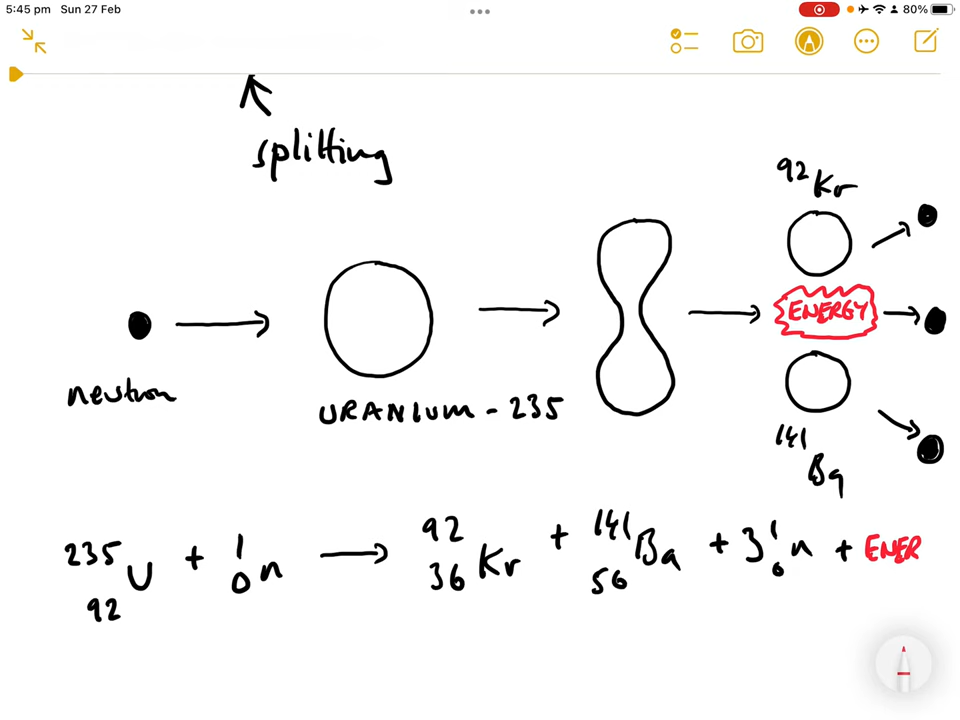 5:45 pm Sun 27 Feb
80%
splitting
92 Kr
ENERGY
neutron
URANIUM - 235
141 Ba
235 92 U + 1 0 n → 92 36 Kr + 141 56 Ba + 3 1 0 n + ENER